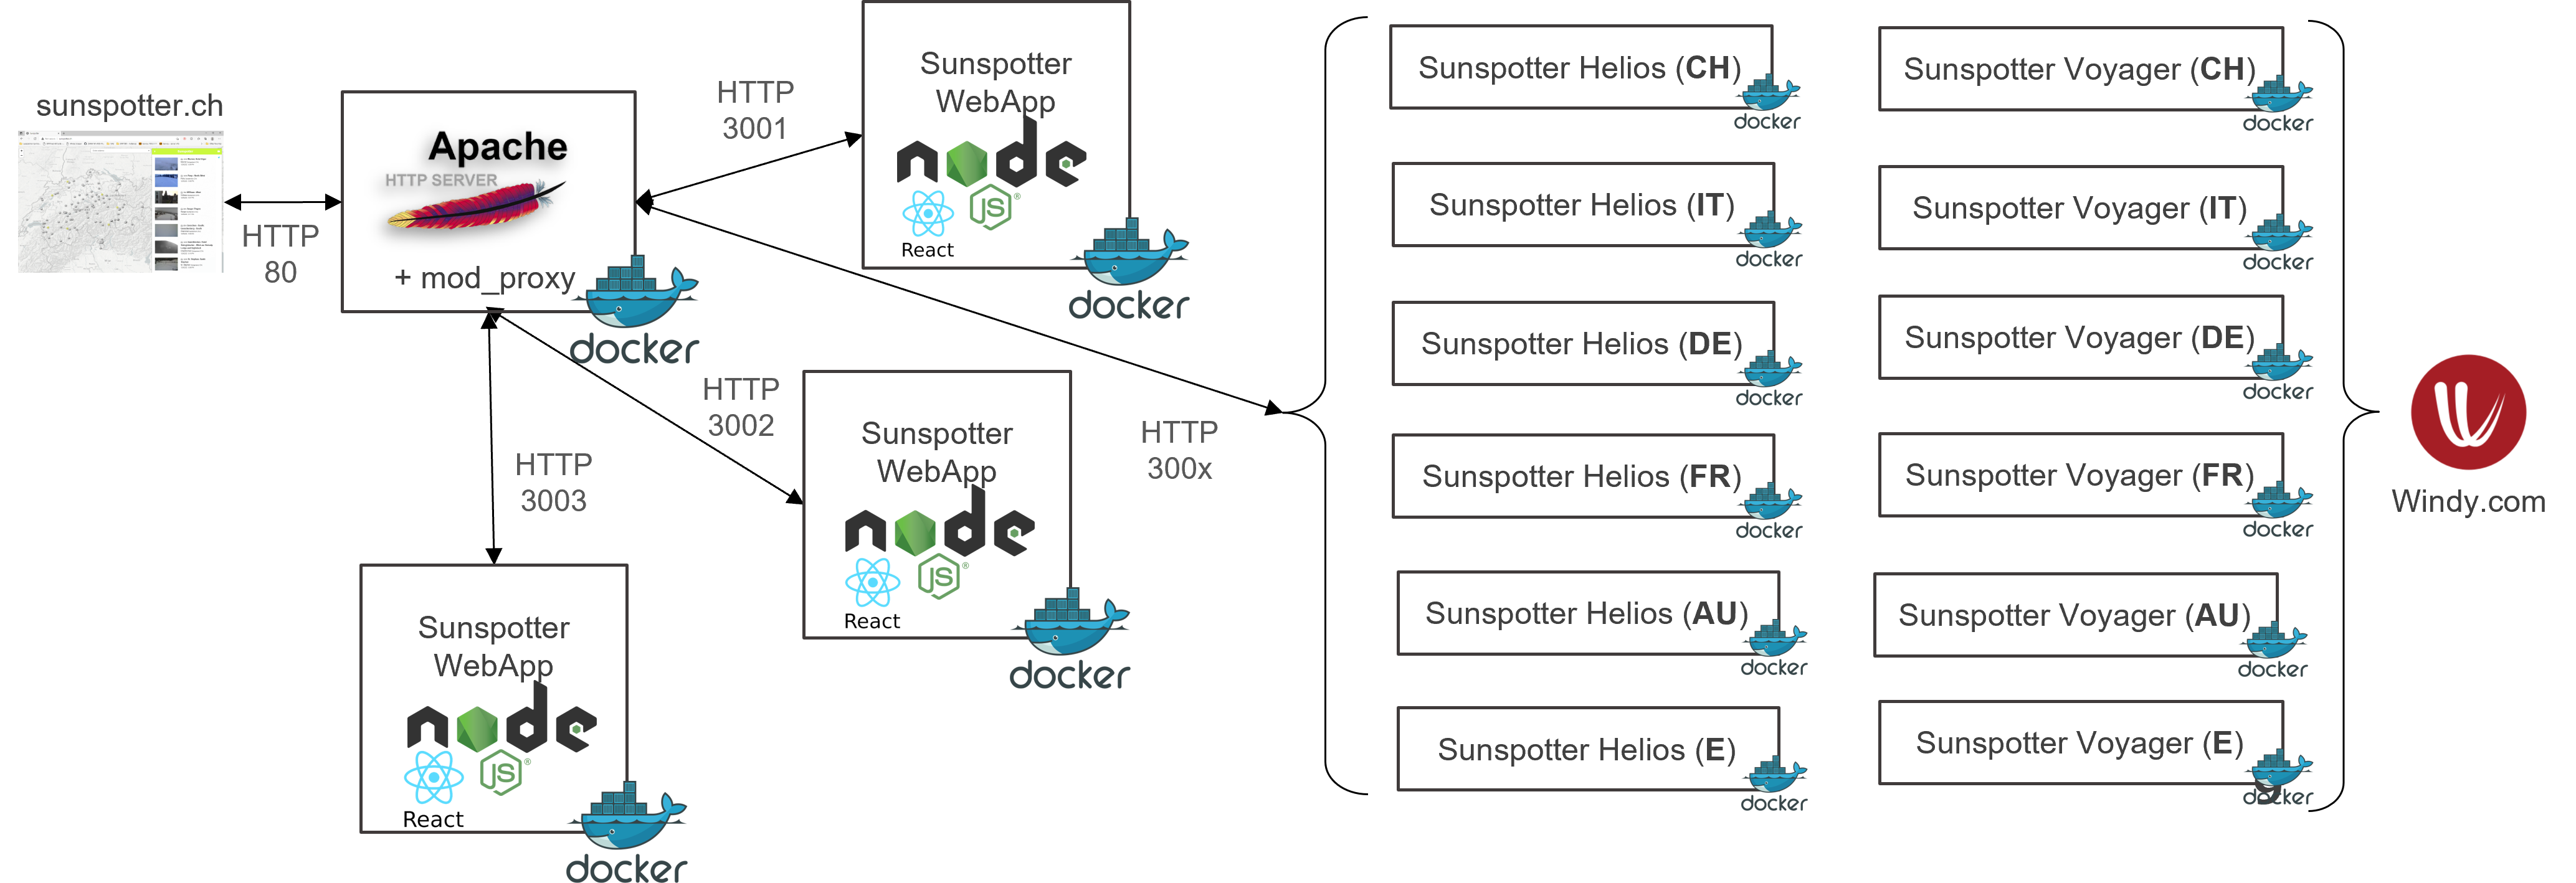 sunspotter.ch
HTTP
80
Apache
HTTP SERVER
+ mod_proxy
docker
HTTP
3001
Sunspotter
WebApp
node
JS
React
docker
HTTP
3002
Sunspotter
WebApp
node
JS
React
docker
HTTP
3003
Sunspotter
WebApp
node
JS
React
docker
HTTP
300x
Sunspotter Helios (CH)
docker
Sunspotter Helios (IT)
docker
Sunspotter Helios (DE)
docker
Sunspotter Helios (FR)
docker
Sunspotter Helios (AU)
docker
Sunspotter Helios (E)
docker
Sunspotter Voyager (CH)
docker
Sunspotter Voyager (IT)
docker
Sunspotter Voyager (DE)
docker
Sunspotter Voyager (FR)
docker
Sunspotter Voyager (AU)
docker
Sunspotter Voyager (E)
docker
9
Windy.com